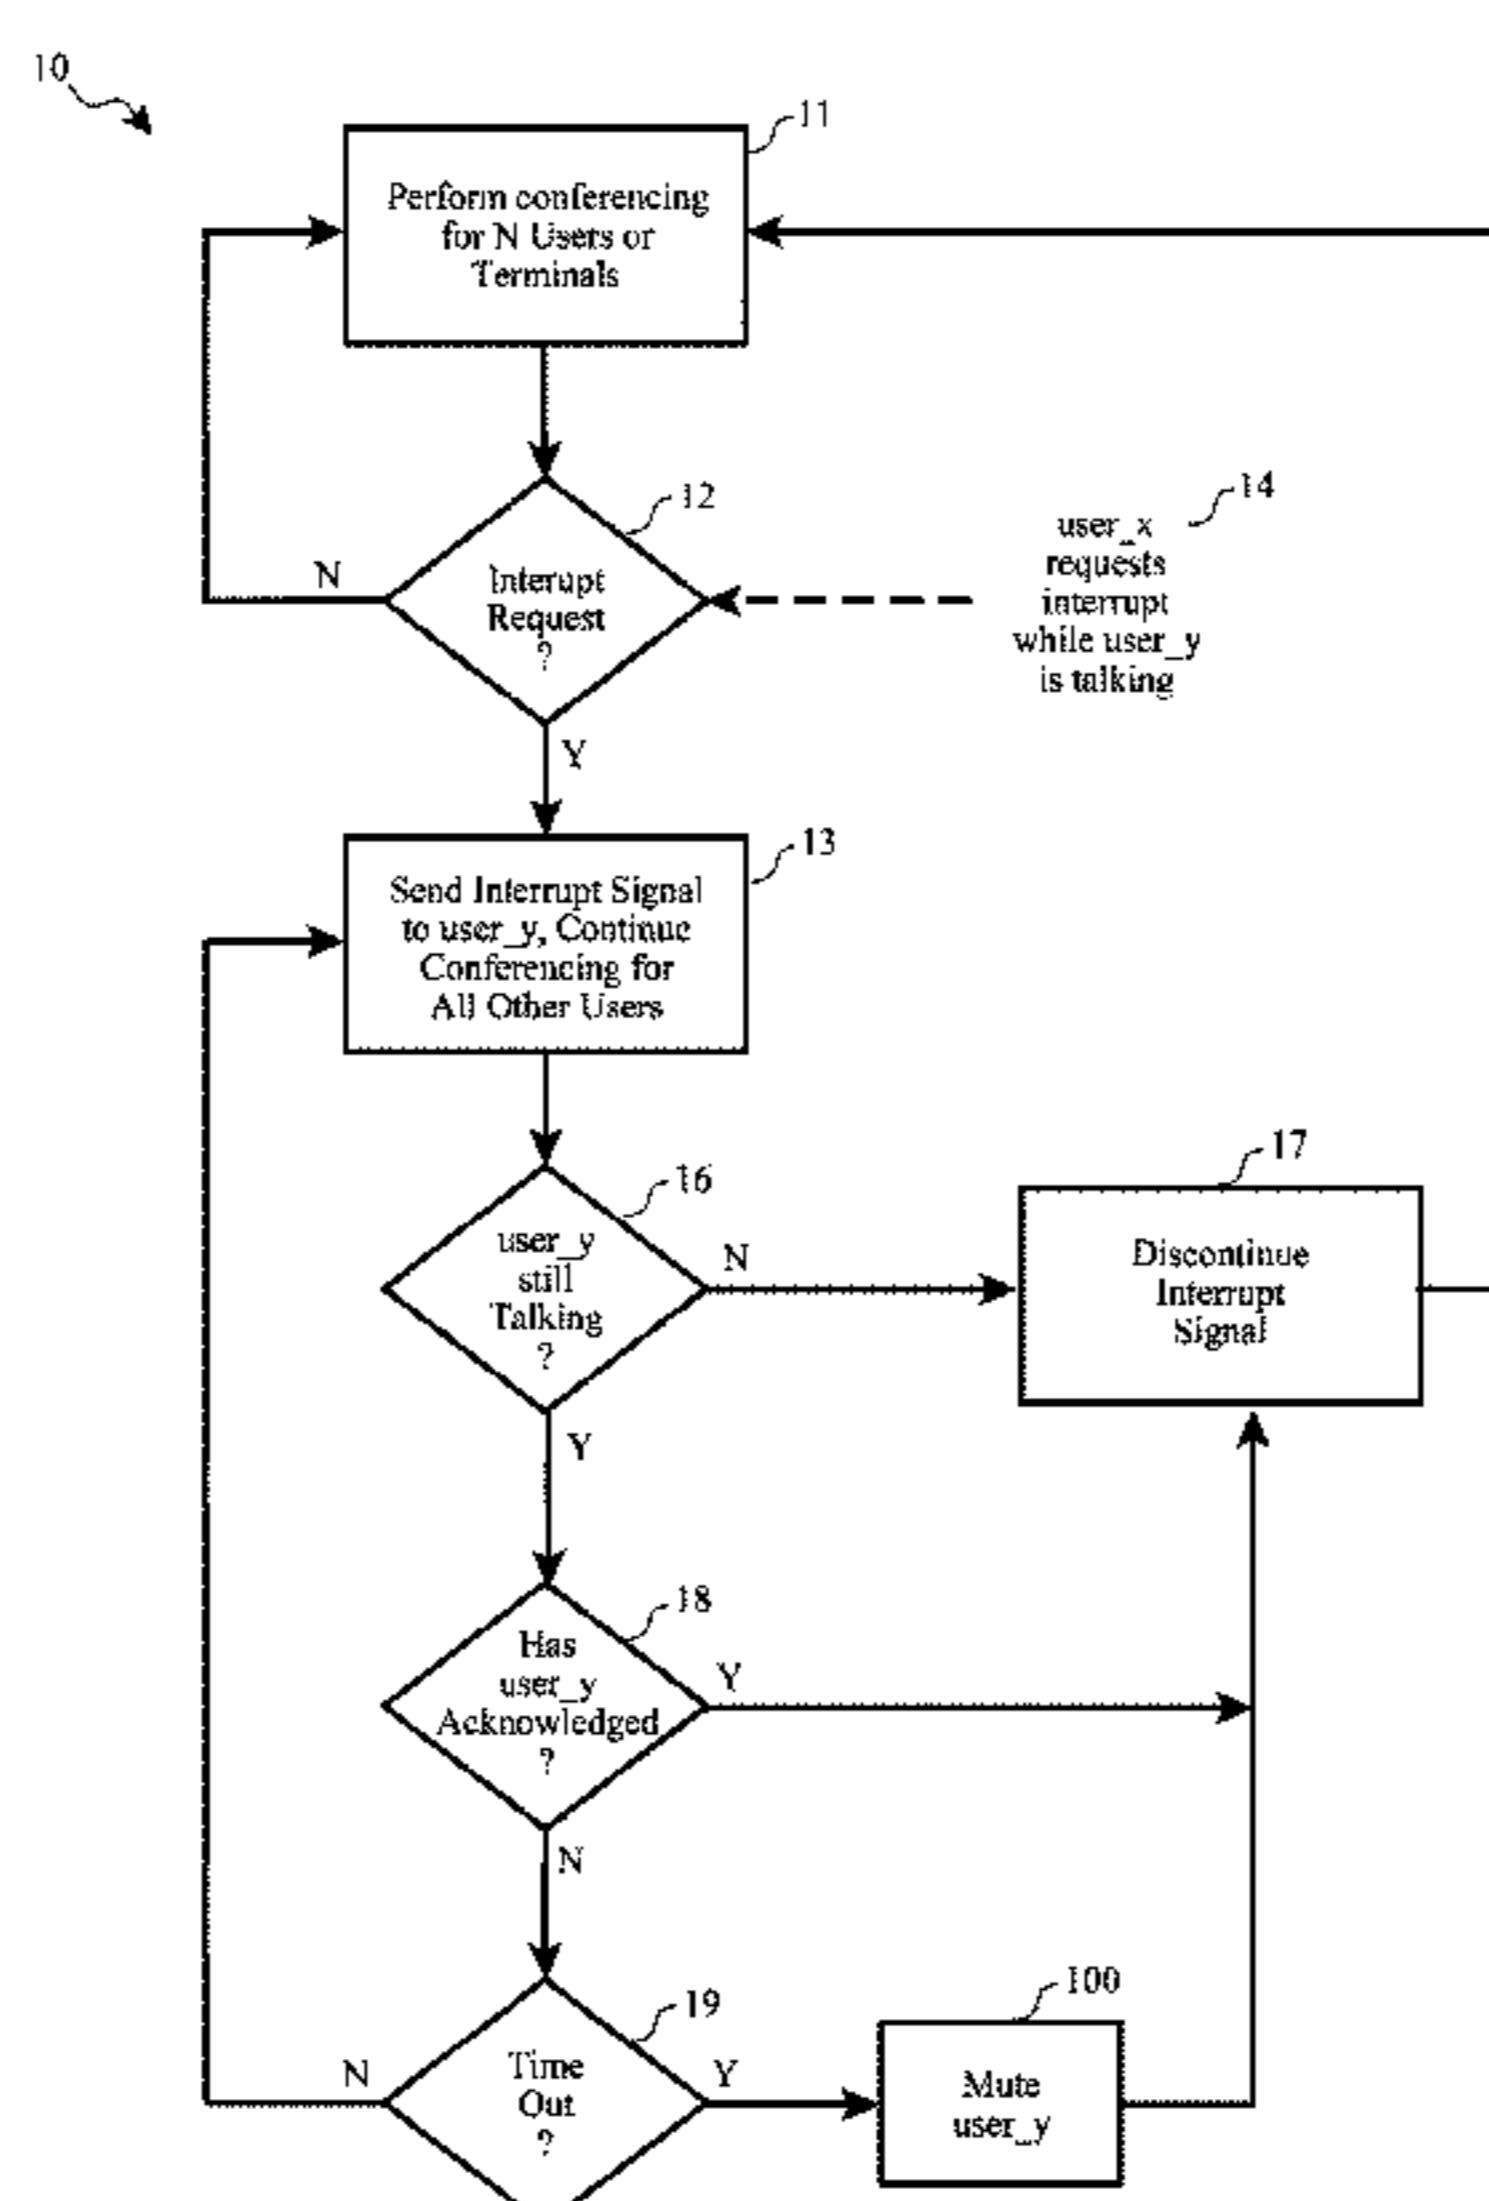 10
11
Perform conferencing
for N Users or
Terminals
12
Interupt
Request
?
N
Y
14
user_x
requests
interrupt
while user_y
is talking
13
Send Interrupt Signal
to user_y, Continue
Conferencing for
All Other Users
16
user_y
still
Talking
?
N
Y
17
Discontinue
Interrupt
Signal
18
Has
user_y
Acknowledged
?
Y
N
19
Time
Out
?
N
Y
100
Mute
user_y